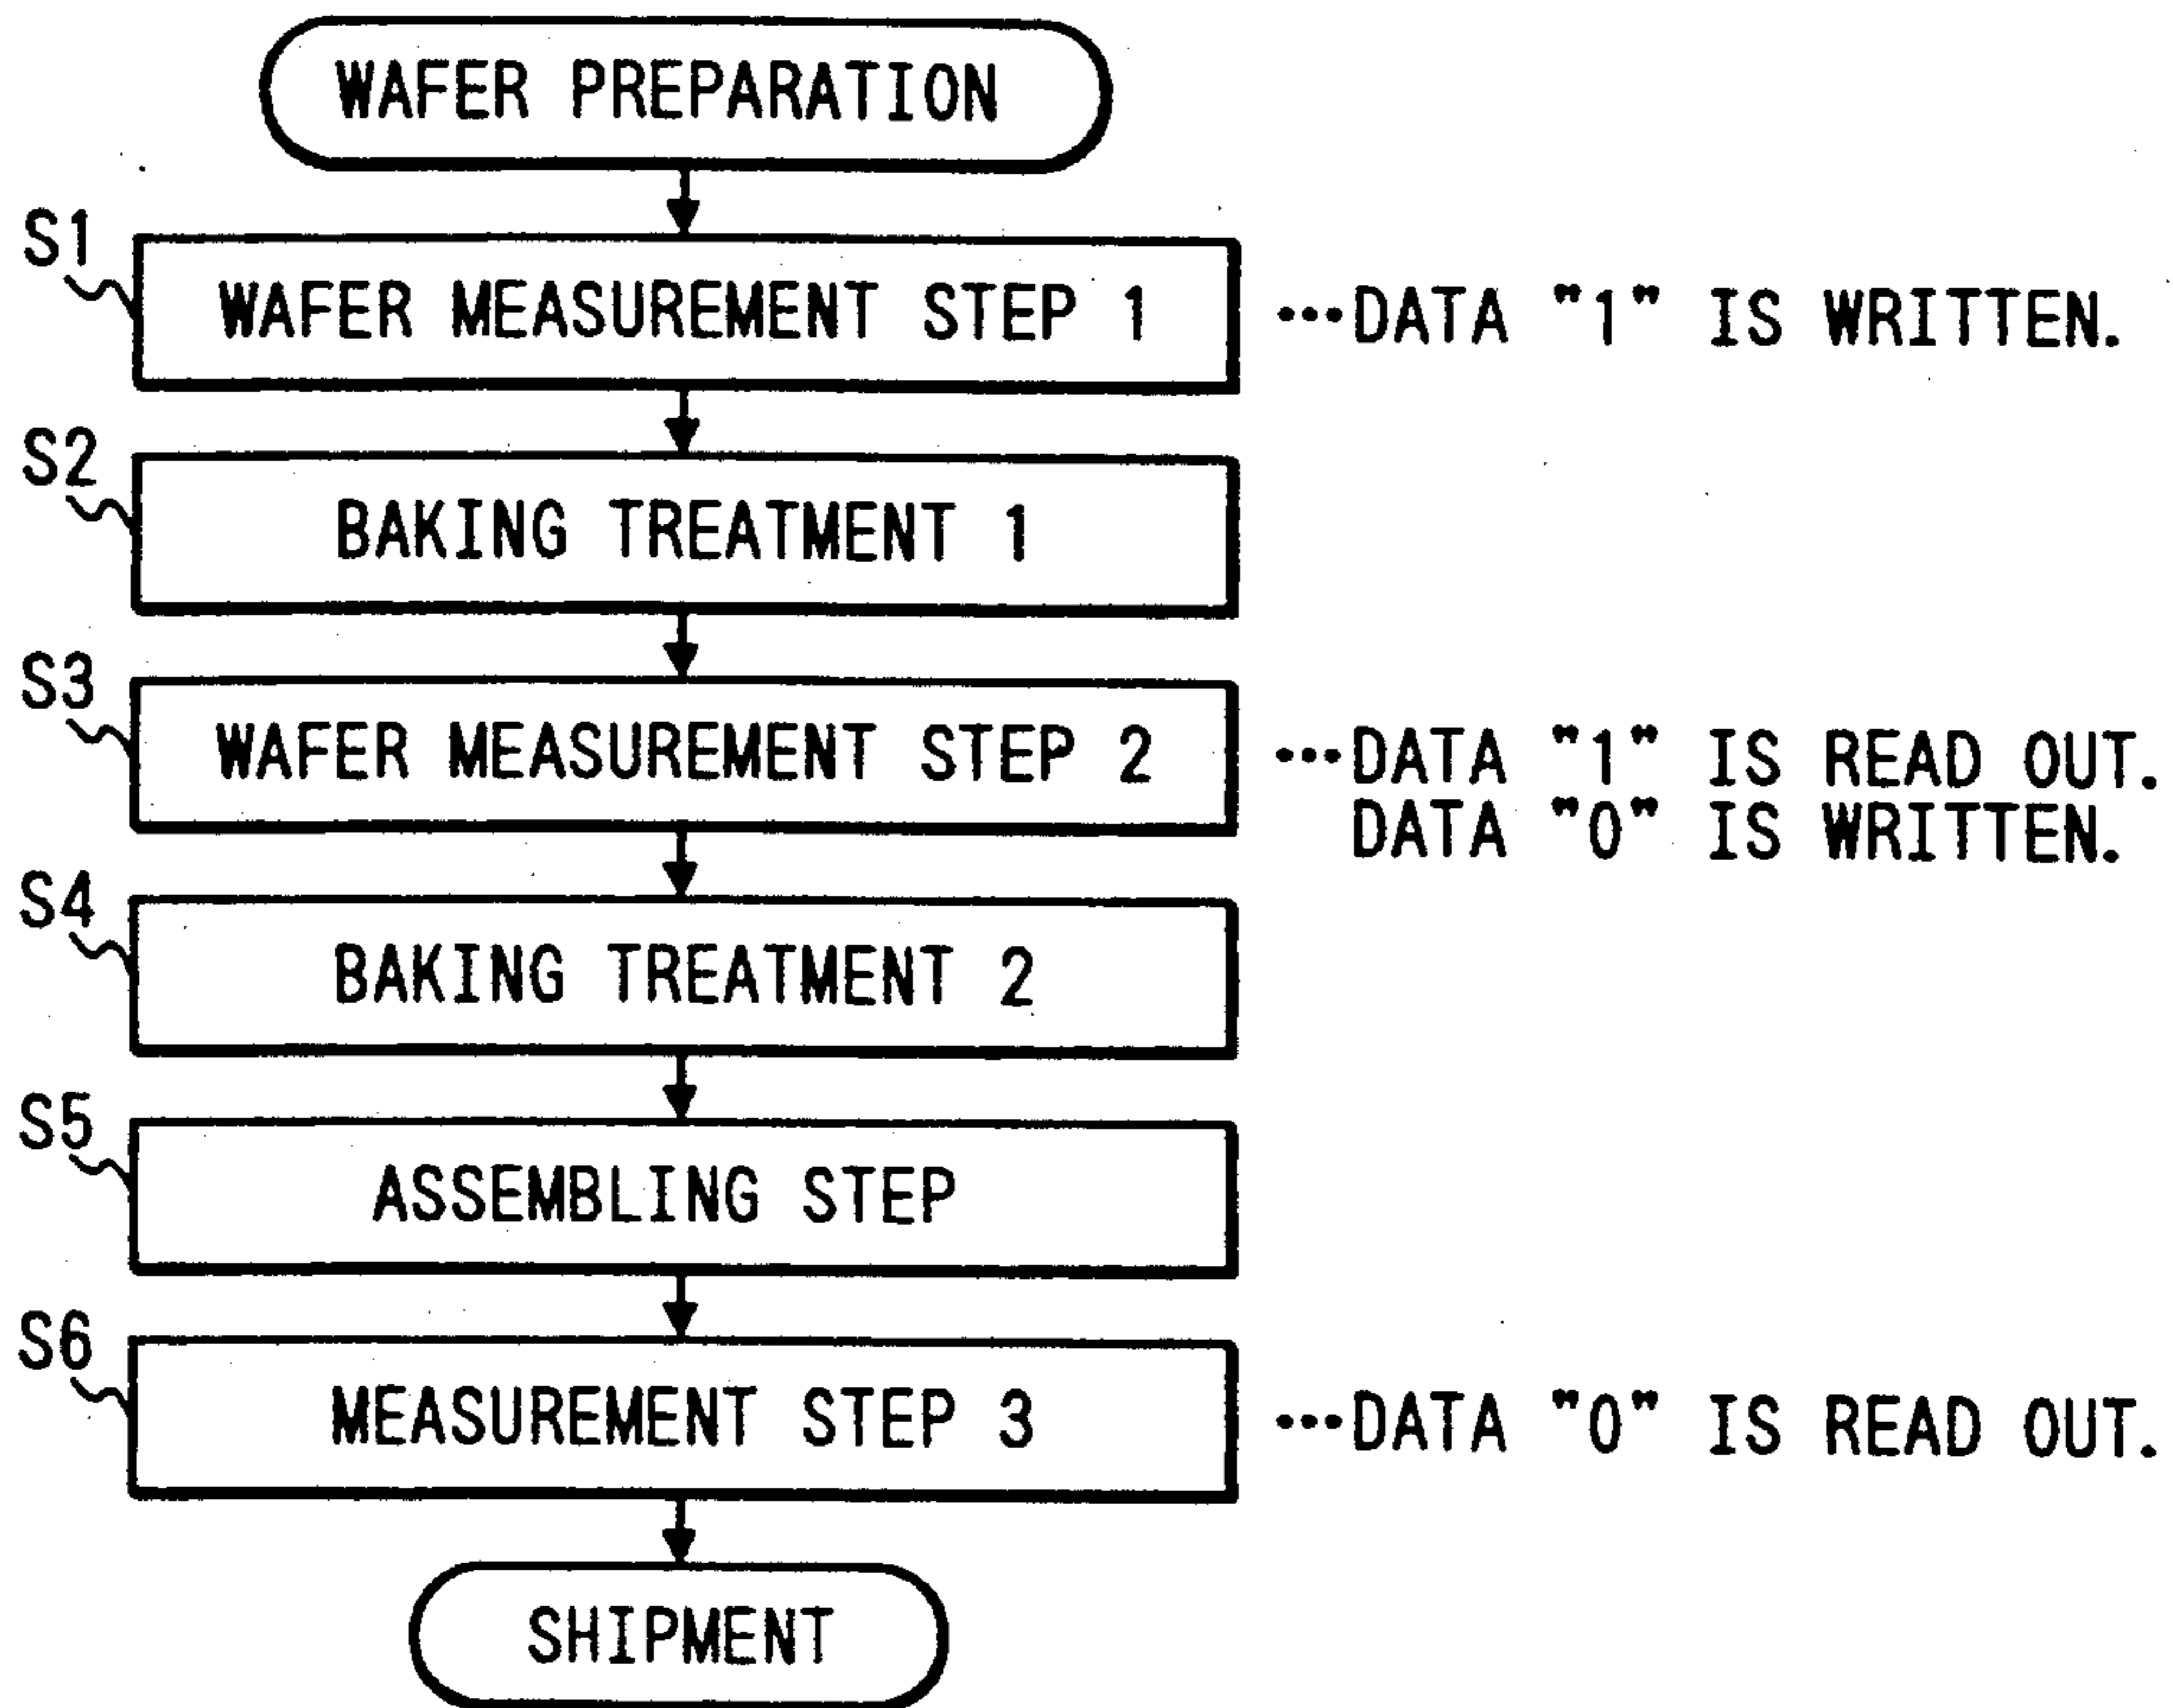 WAFER PREPARATION
S1
WAFER MEASUREMENT STEP 1 •••DATA "1" IS WRITTEN.
S2
BAKING TREATMENT 1
S3
WAFER MEASUREMENT STEP 2 •••DATA "1" IS READ OUT.
DATA "0" IS WRITTEN.
S4
BAKING TREATMENT 2
S5
ASSEMBLING STEP
S6
MEASUREMENT STEP 3 •••DATA "0" IS READ OUT.
SHIPMENT